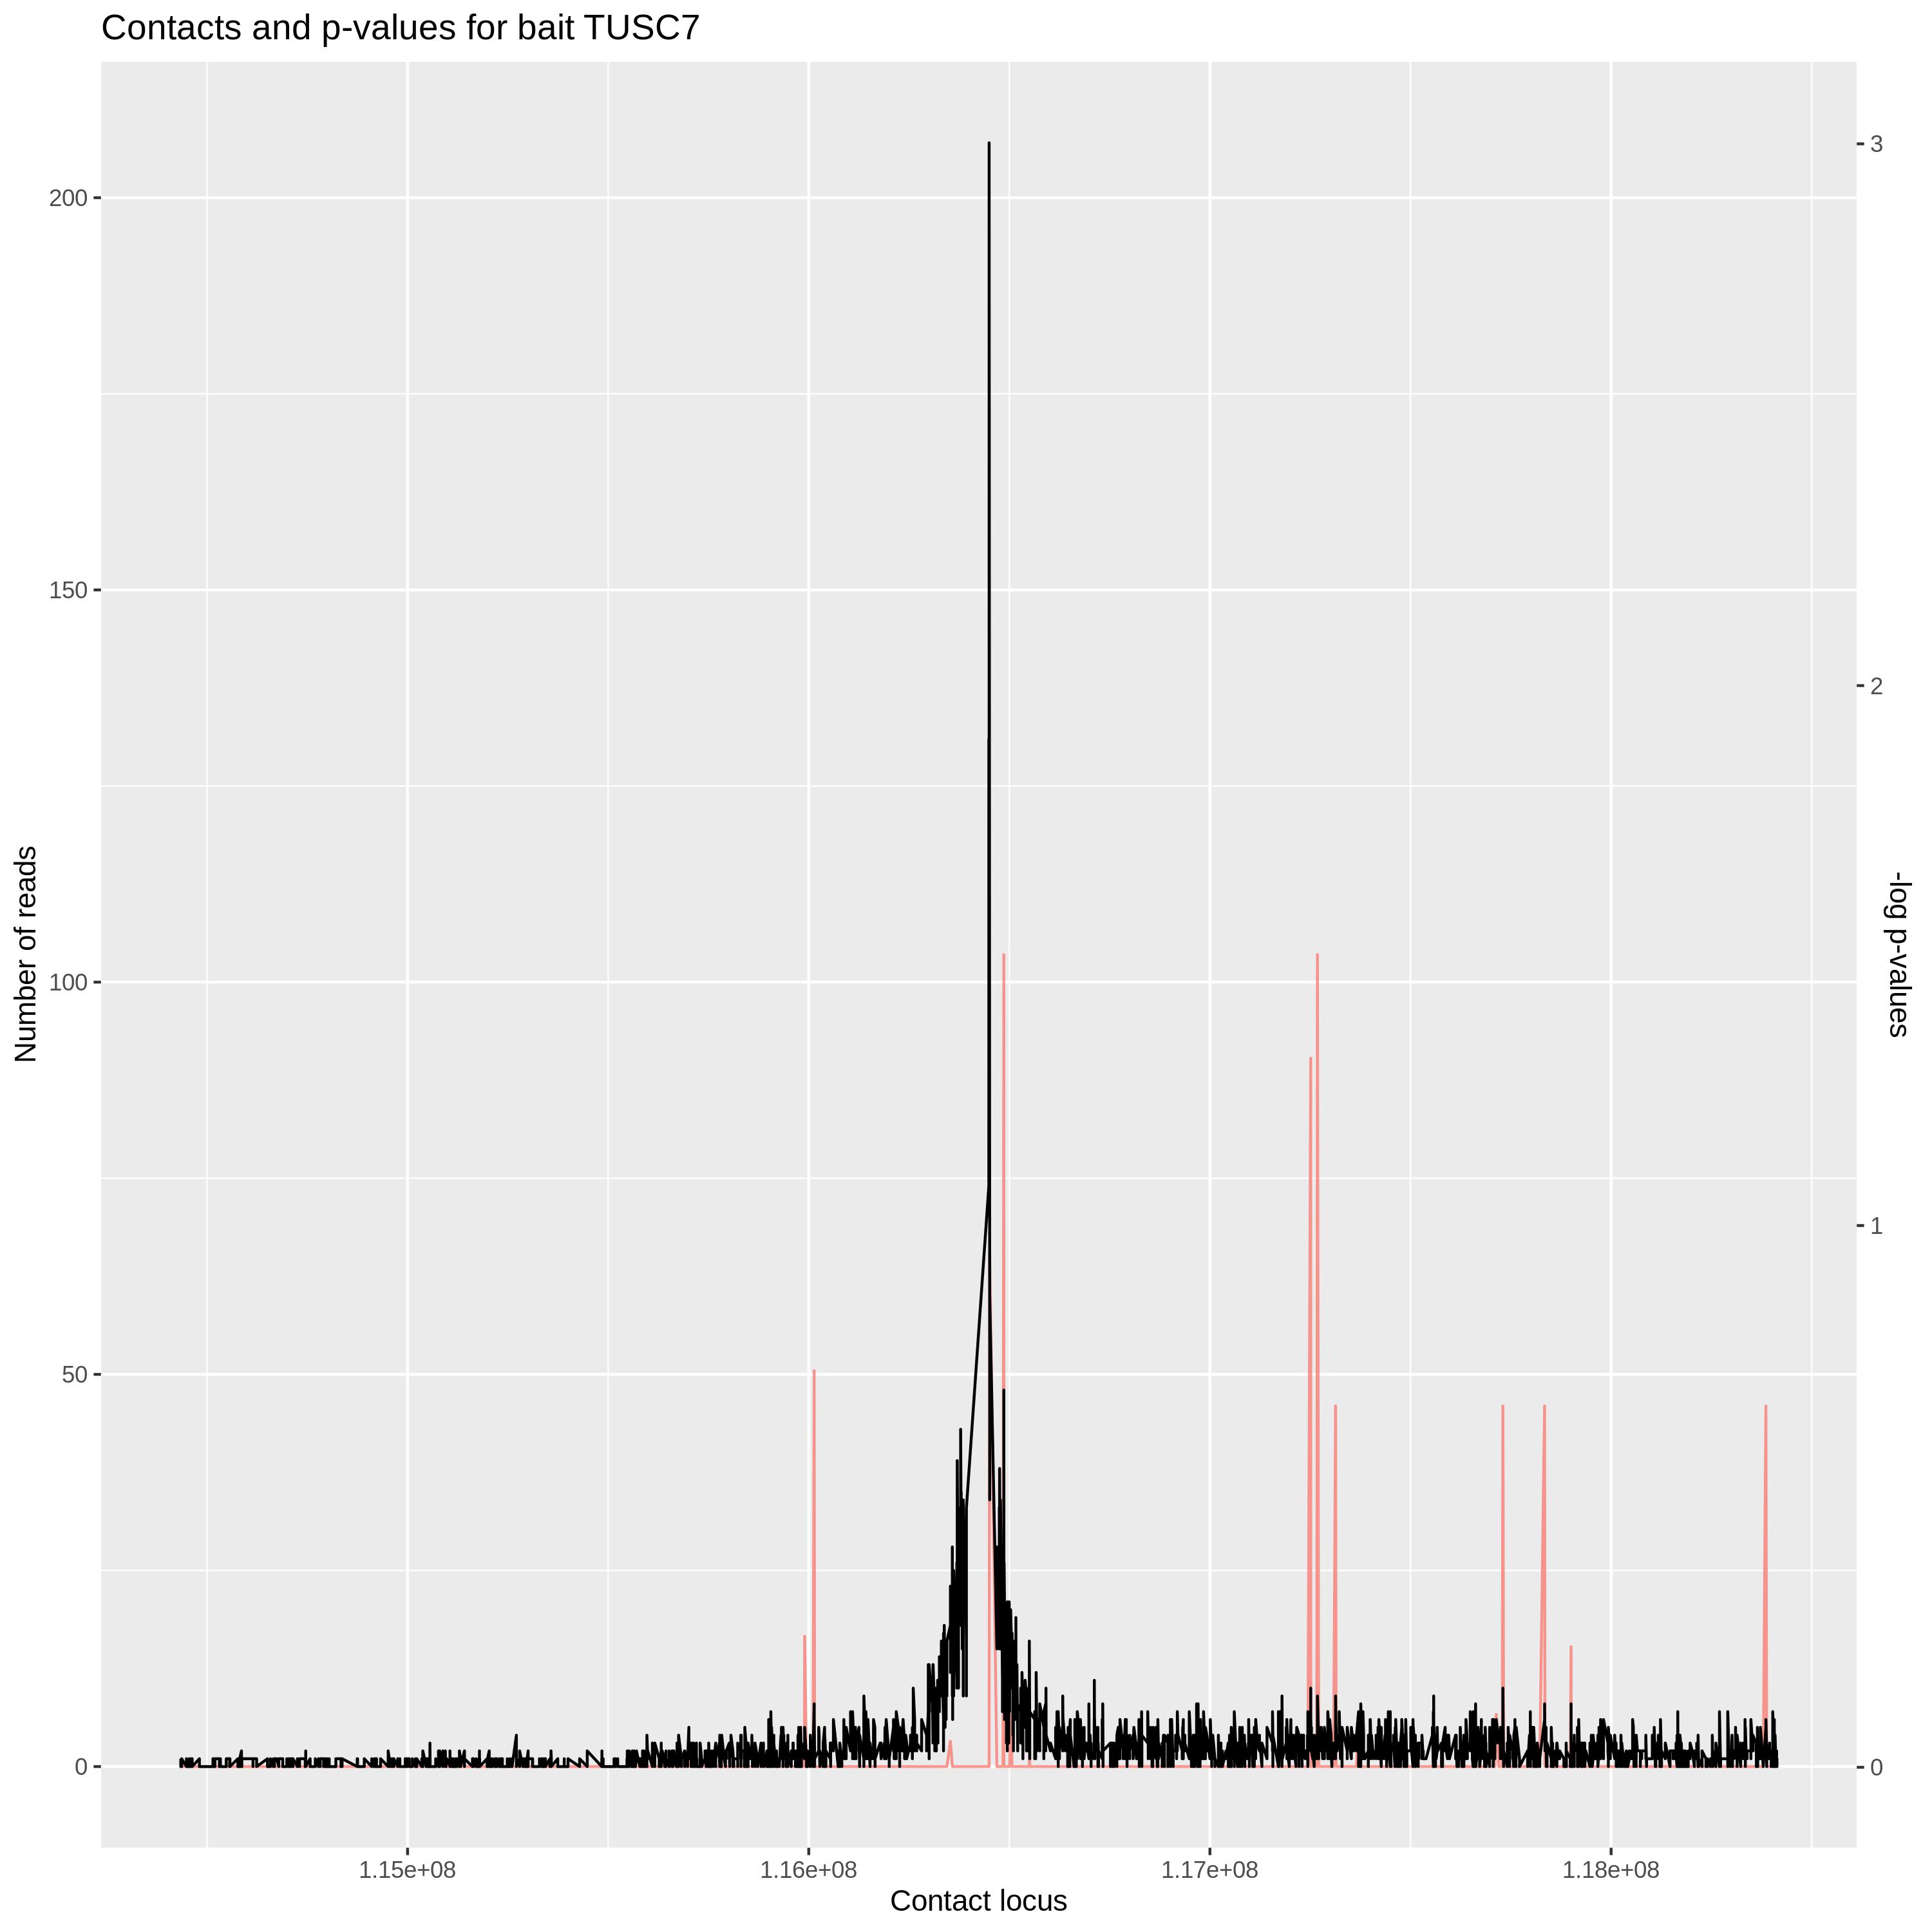 Contacts and p-values for bait TUSC7
Number of reads
200
150
100
50
0
3
2
1
0
-log p-values
1.15e+08
1.16e+08
1.17e+08
1.18e+08
Contact locus